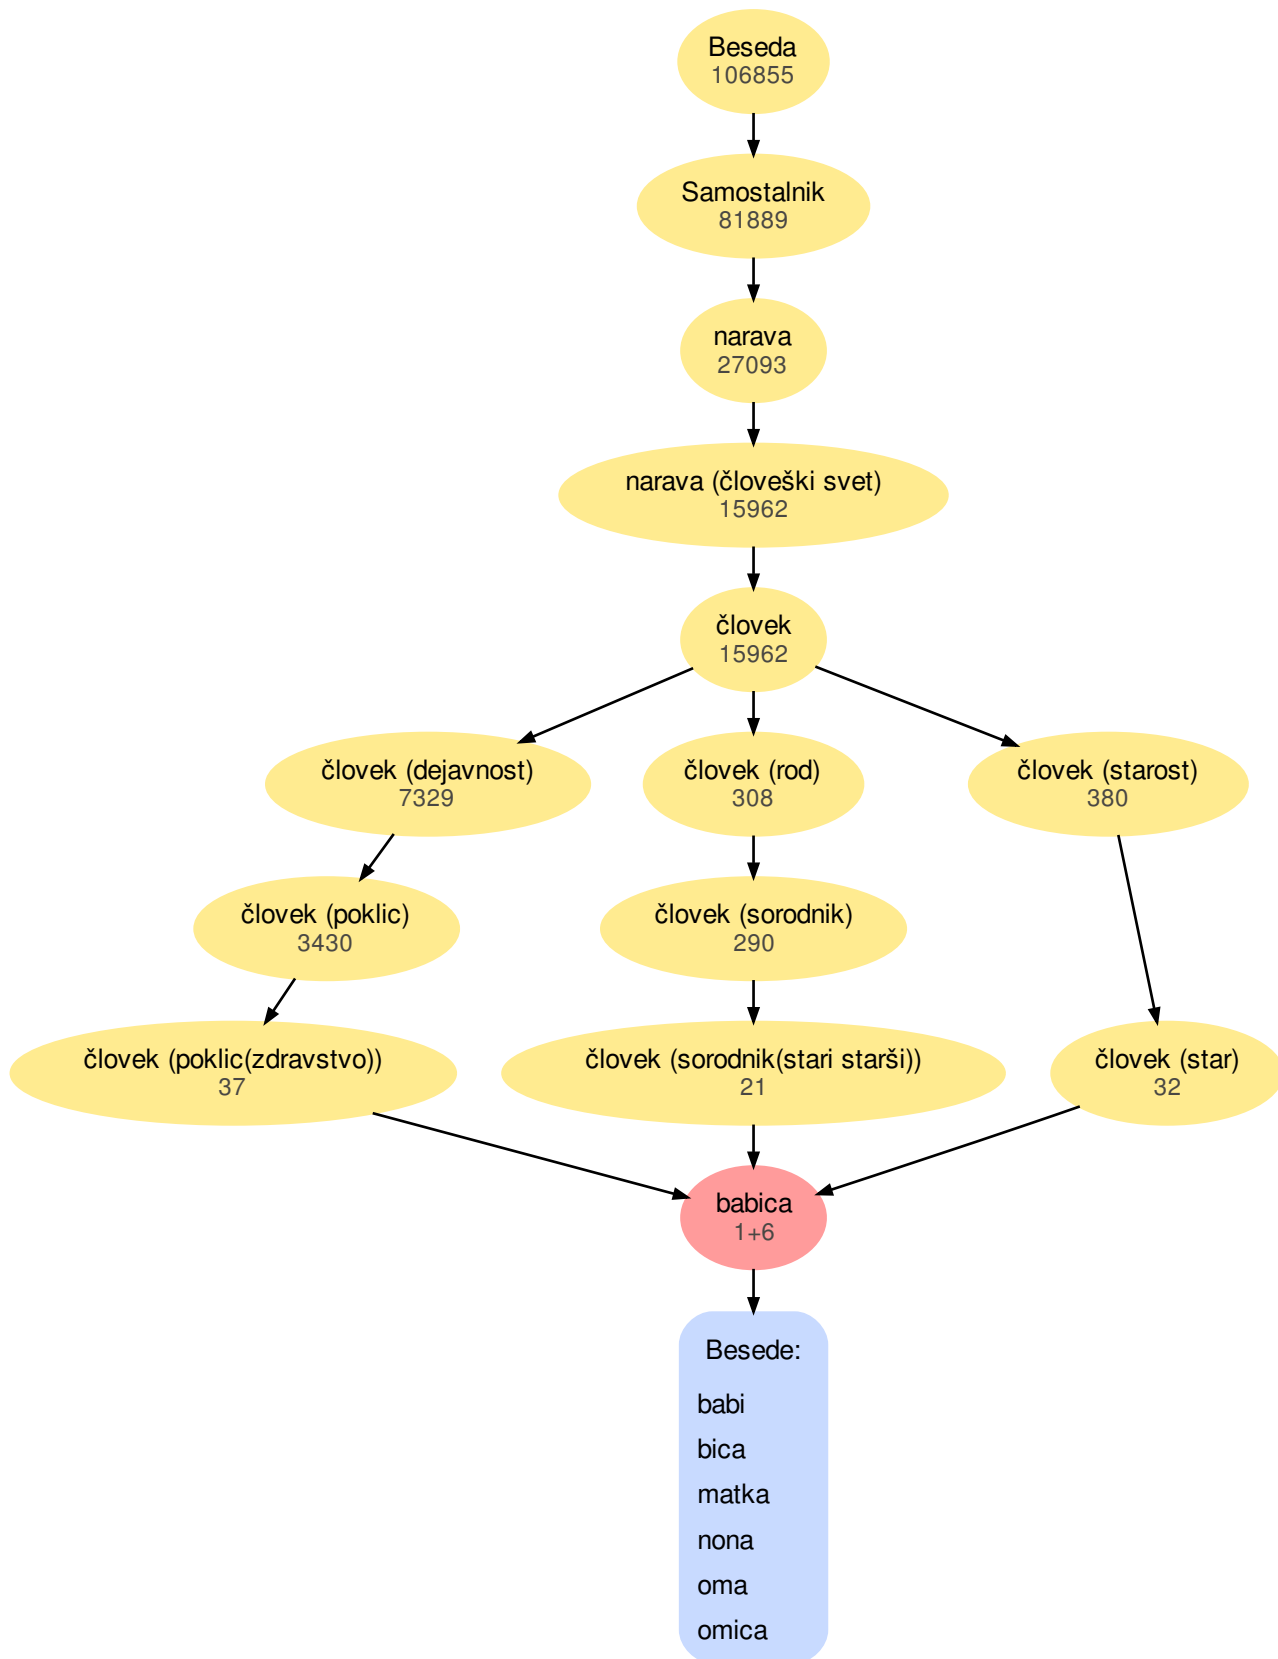 Beseda
106855
Samostalnik
81889
narava
27093
narava (človeški svet)
15962
človek
15962
človek (dejavnost)
7329
človek (rod)
308
človek (starost)
380
človek (poklic)
3430
človek (sorodnik)
290
človek (poklic(zdravstvo))
37
človek (sorodnik(stari starši))
21
človek (star)
32
babica
1+6
Besede:
babi
bica
matka
nona
oma
omica